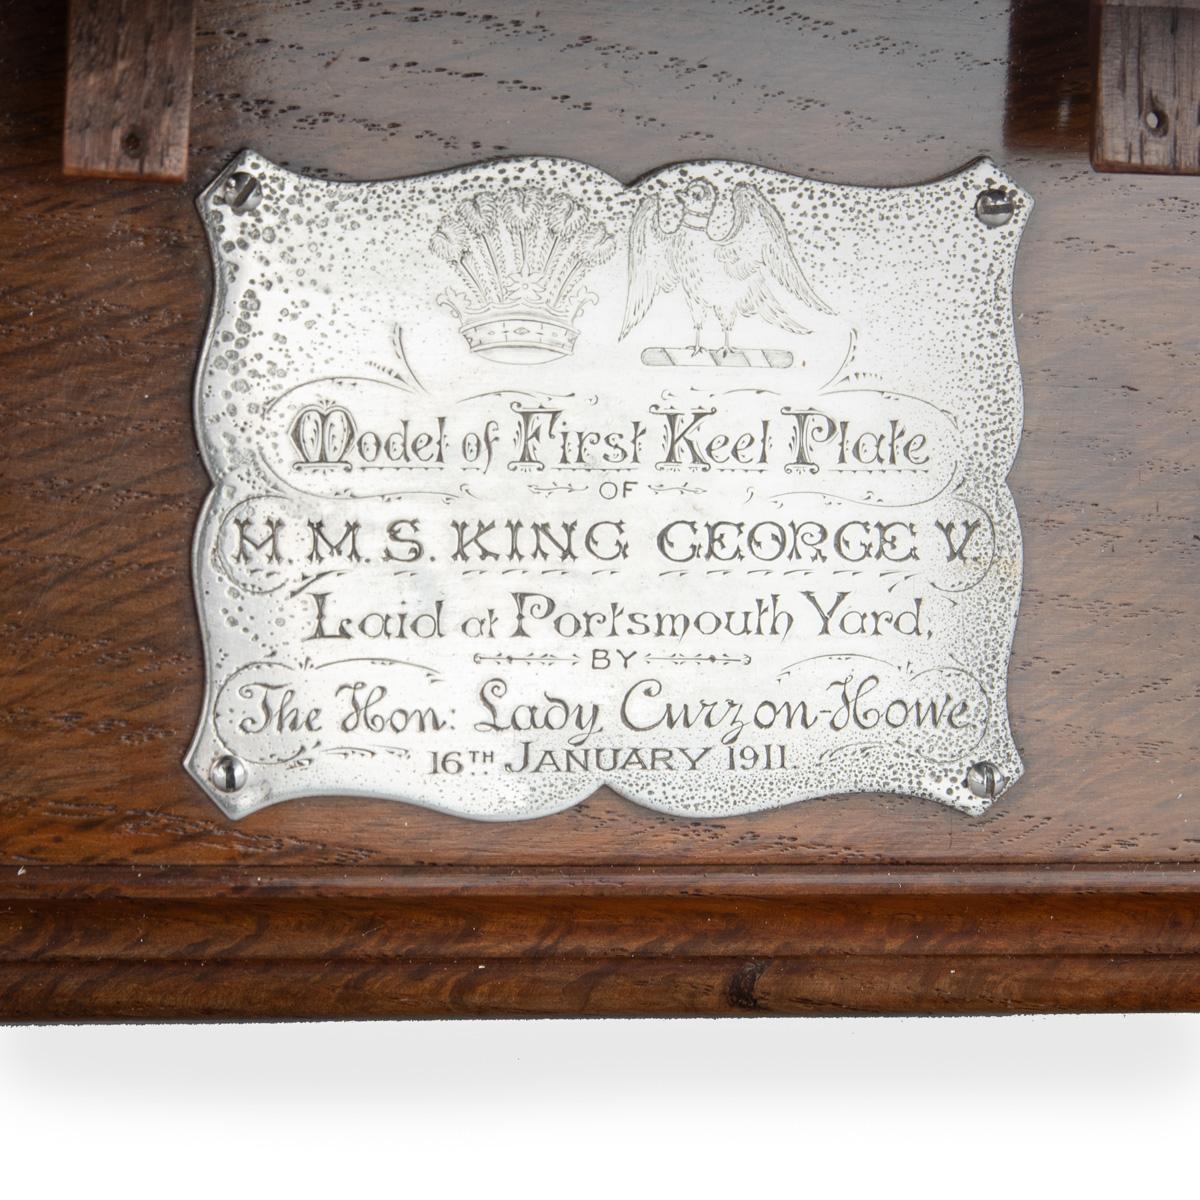 Model of First Keel Plate
OF
H.M.S. KING GEORGE V.
Laid at Portsmouth Yard,
BY
The Hon: Lady Curzon-Howe
16TH JANUARY 1911